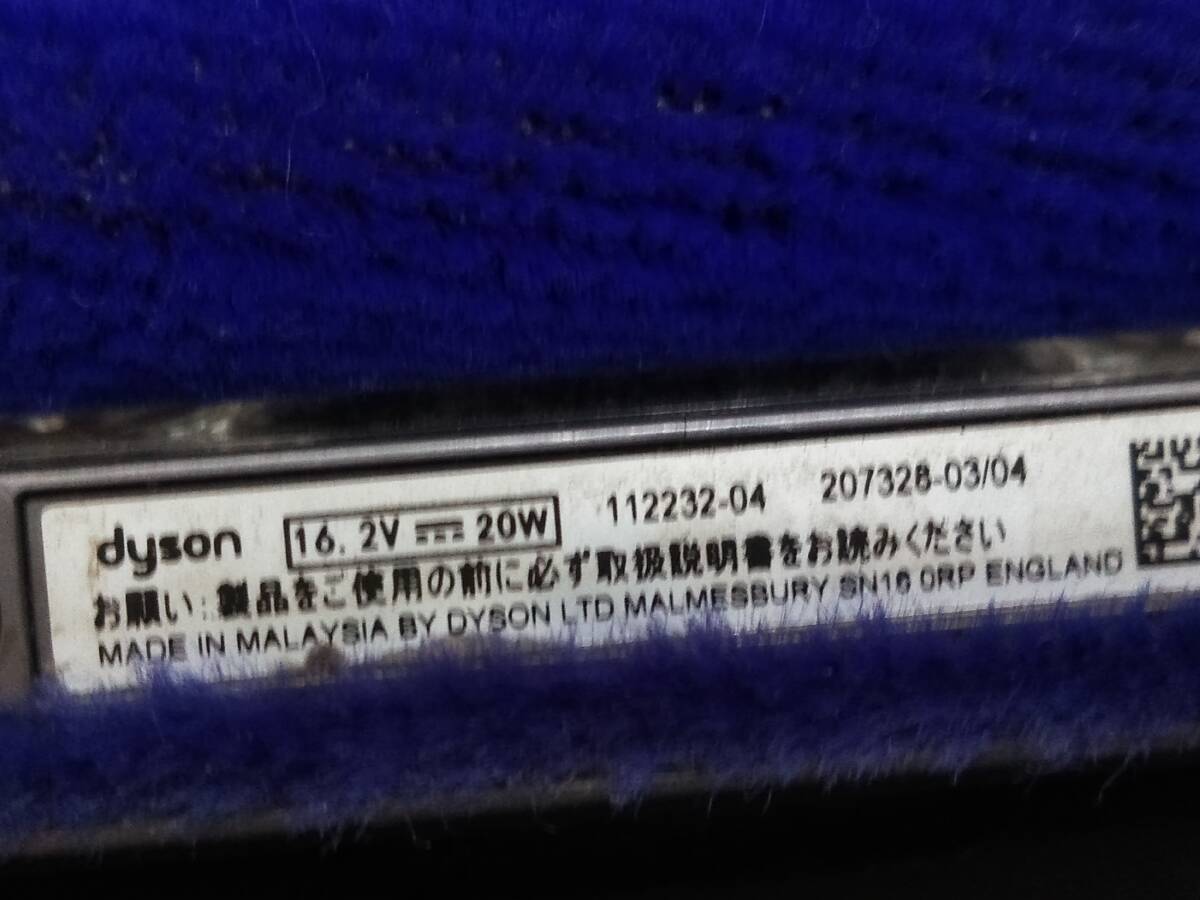 dyson 16.2V ⎓ 20W 112232-04 207328-03/04
お願い:製品をご使用の前に必ず取扱説明書をお読みください
MADE IN MALAYSIA BY DYSON LTD MALMESBURY SN16 0RP ENGLAND